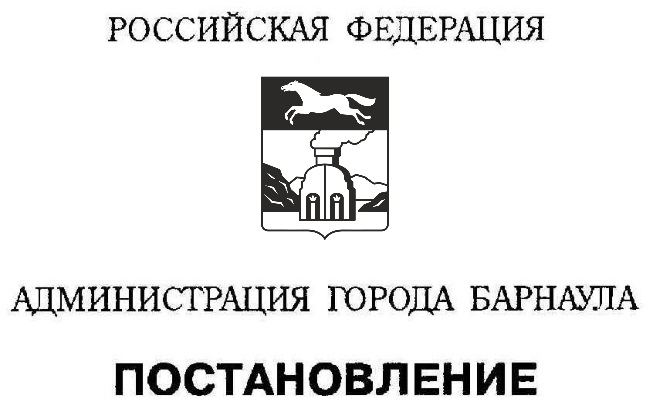 РОССИЙСКАЯ ФЕДЕРАЦИЯ
АДМИНИСТРАЦИЯ ГОРОДА БАРНАУЛА
ПОСТАНОВЛЕНИЕ